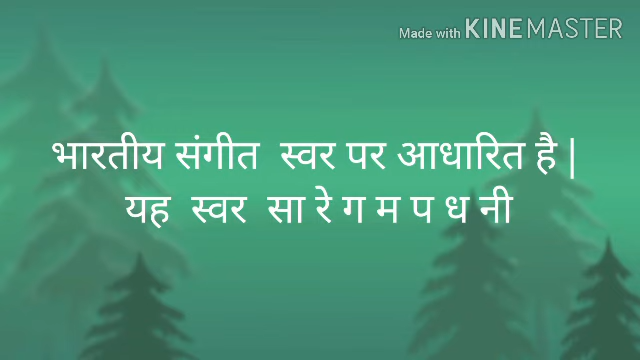 Made with KINEMASTER
भारतीय संगीत स्वर पर आधारित है |
यह स्वर सा रे ग म प ध नी